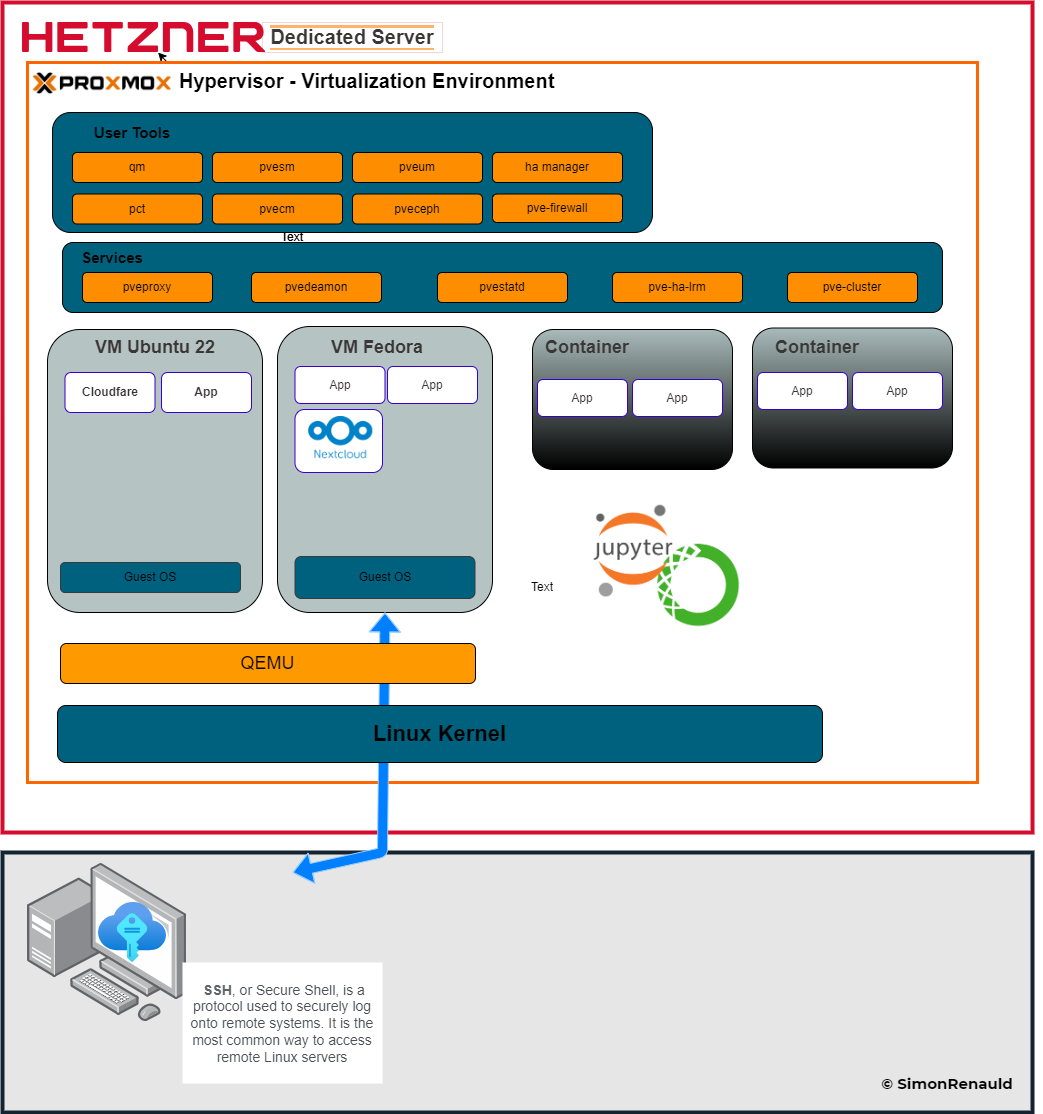 HETZNER Dedicated Server
PROXMOX Hypervisor - Virtualization Environment
User Tools
qm pvesm pveum ha manager
pct pvecm pveceph pve-firewall
Text
Services
pveproxy pvedeamon pvestatd pve-ha-lrm pve-cluster
VM Ubuntu 22
Cloudfare App
Guest OS
VM Fedora
App App
Nextcloud
Guest OS
Container
App App
Container
App App
jupyter
Text
QEMU
Linux Kernel
SSH, or Secure Shell, is a
protocol used to securely log
onto remote systems. It is the
most common way to access
remote Linux servers
© SimonRenauld